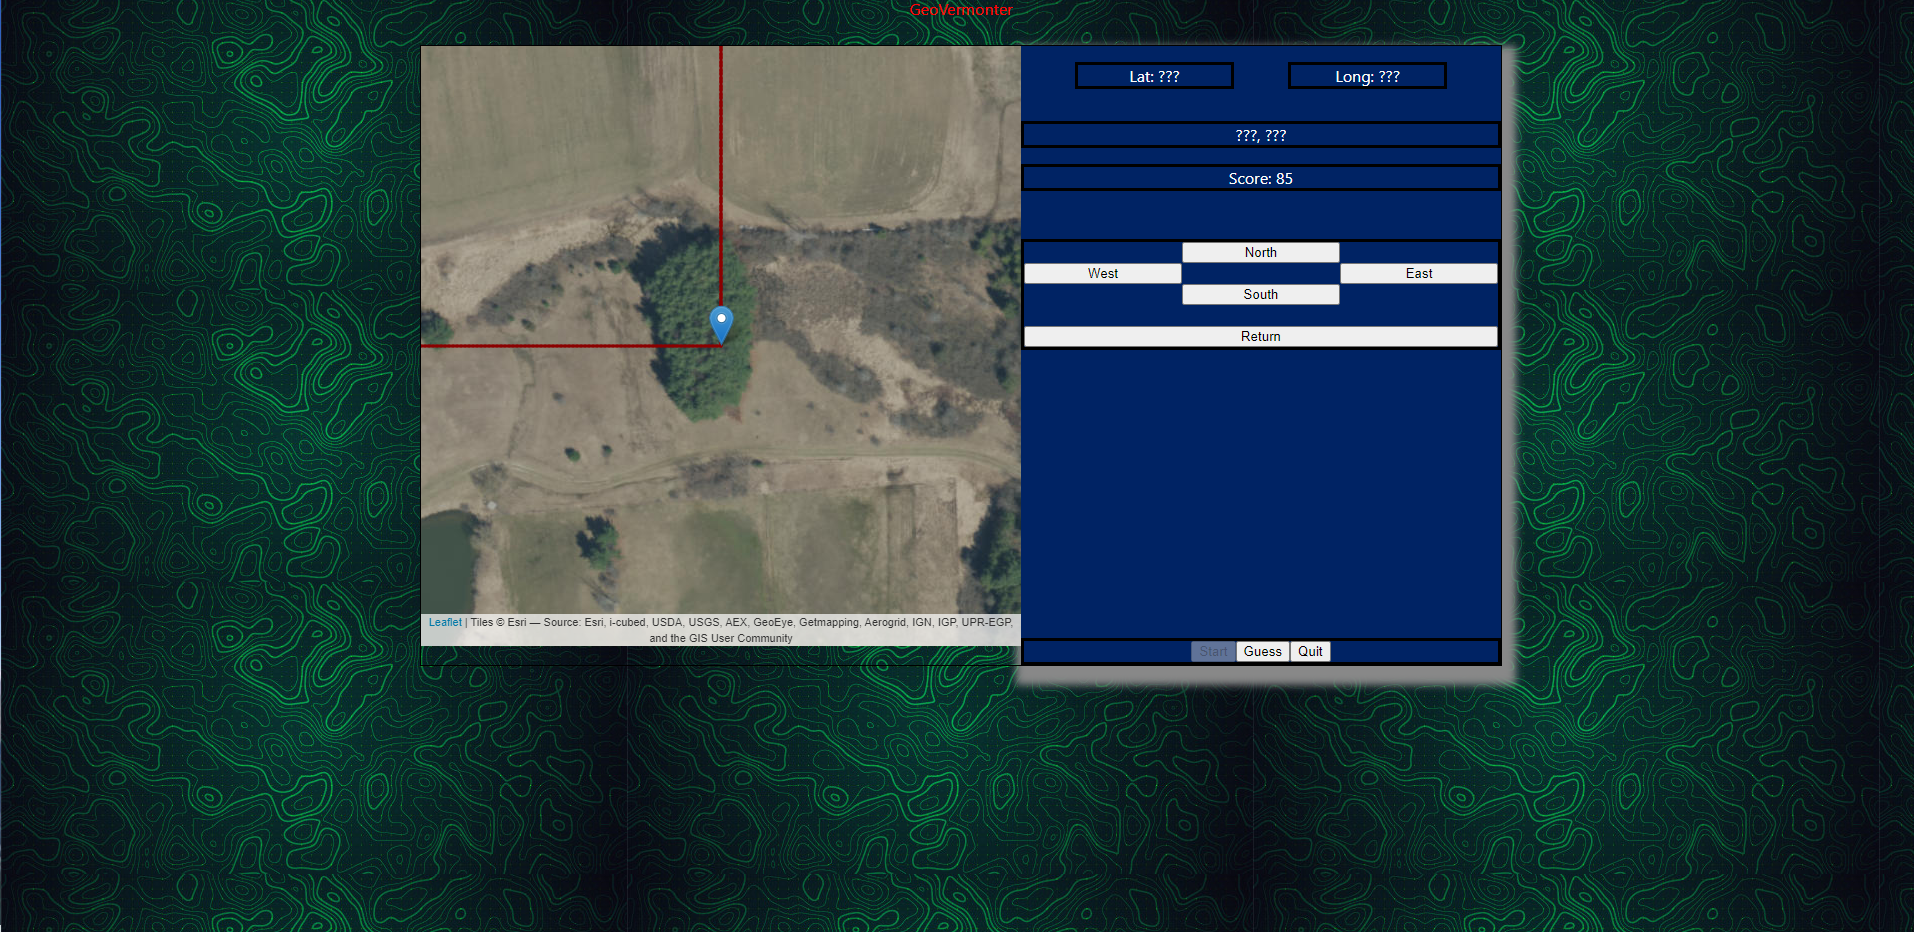 GeoVermonter
Lat: ???
Long: ???
???, ???
Score: 85
North
West
East
South
Return
Leaflet | Tiles © Esri — Source: Esri, i-cubed, USDA, USGS, AEX, GeoEye, Getmapping, Aerogrid, IGN, IGP, UPR-EGP,
and the GIS User Community
Start Guess Quit